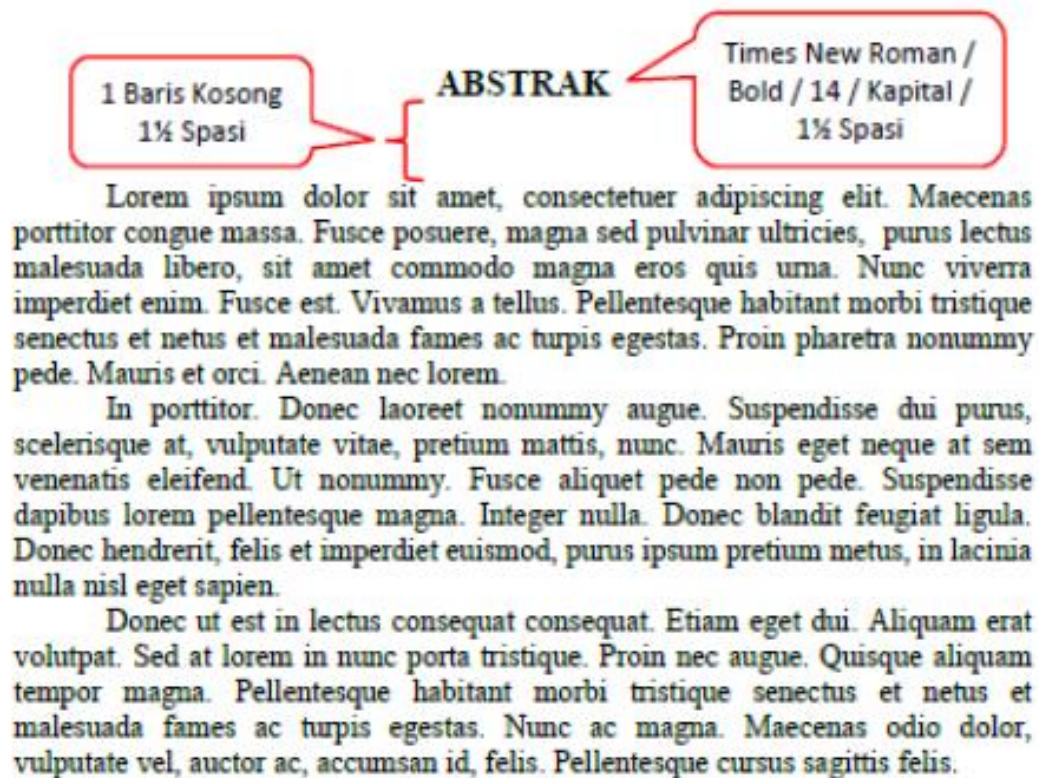 1 Baris Kosong
1½ Spasi
ABSTRAK
Times New Roman /
Bold / 14 / Kapital /
1½ Spasi
Lorem ipsum dolor sit amet, consectetuer adipiscing elit. Maecenas
porttitor congue massa. Fusce posuere, magna sed pulvinar ultricies, purus lectus
malesuada libero, sit amet commodo magna eros quis urna. Nunc viverra
imperdiet enim. Fusce est. Vivamus a tellus. Pellentesque habitant morbi tristique
senectus et netus et malesuada fames ac turpis egestas. Proin pharetra nonummy
pede. Mauris et orci. Aenean nec lorem.
In porttitor. Donec laoreet nonummy augue. Suspendisse dui purus,
scelerisque at, vulputate vitae, pretium mattis, nunc. Mauris eget neque at sem
venenatis eleifend. Ut nonummy. Fusce aliquet pede non pede. Suspendisse
dapibus lorem pellentesque magna. Integer nulla. Donec blandit feugiat ligula.
Donec hendrerit, felis et imperdiet euismod, purus ipsum pretium metus, in lacinia
nulla nisl eget sapien.
Donec ut est in lectus consequat consequat. Etiam eget dui. Aliquam erat
volutpat. Sed at lorem in nunc porta tristique. Proin nec augue. Quisque aliquam
tempor magna. Pellentesque habitant morbi tristique senectus et netus et
malesuada fames ac turpis egestas. Nunc ac magna. Maecenas odio dolor,
vulputate vel, auctor ac, accumsan id, felis. Pellentesque cursus sagittis felis.